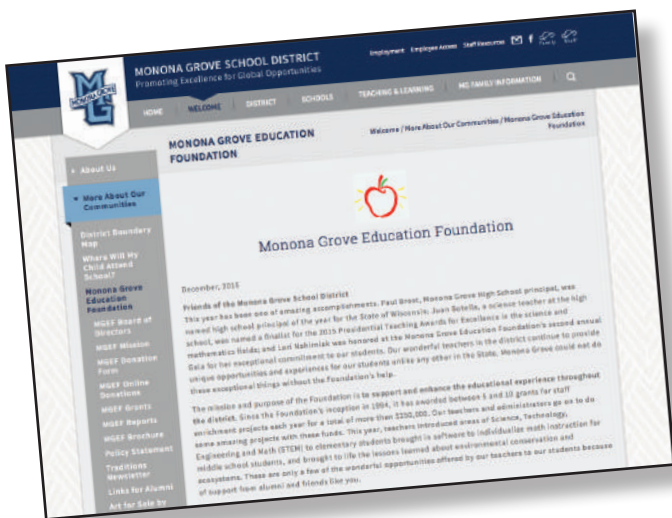 MG
MONONA GROVE
MONONA GROVE SCHOOL DISTRICT
Promoting Excellence for Global Opportunities
Employment Employee Access Staff Resources
Family Staff
HOME WELCOME DISTRICT SCHOOLS TEACHING & LEARNING MG FAMILY INFORMATION
About Us
More About Our
Communities
District Boundary
Map
Where Will My
Child Attend
School?
Monona Grove
Education
Foundation
MGEF Board of
Directors
MGEF Mission
MGEF Donation
Form
MGEF Online
Donations
MGEF Grants
MGEF Reports
MGEF Brochure
Policy Statement
Traditions
Newsletter
Links for Alumni
Art for Sale by
MONONA GROVE EDUCATION
FOUNDATION
Welcome / More About Our Communities / Monona Grove Education
Foundation
Monona Grove Education Foundation
December, 2015
Friends of the Monona Grove School District
This year has been one of amazing accomplishments. Paul Brost, Monona Grove High School principal, was
named high school principal of the year for the State of Wisconsin; Juan Botella, a science teacher at the high
school, was named a finalist for the 2015 Presidential Teaching Awards for Excellence in the science and
mathematics fields; and Lori Nahirniak was honored at the Monona Grove Education Foundation's second annual
Gala for her exceptional commitment to our students. Our wonderful teachers in the district continue to provide
unique opportunities and experiences for our students unlike any other in the State. Monona Grove could not do
these exceptional things without the Foundation's help.
The mission and purpose of the Foundation is to support and enhance the educational experience throughout
the district. Since the Foundation's inception in 1994, it has awarded between 5 and 10 grants for staff
enrichment projects each year for a total of more than $250,000. Our teachers and administrators go on to do
some amazing projects with these funds. This year, teachers introduced areas of Science, Technology,
Engineering and Math (STEM) to elementary students brought in software to individualize math instruction for
middle school students, and brought to life the lessons learned about environmental conservation and
ecosystems. These are only a few of the wonderful opportunities offered by our teachers to our students because
of support from alumni and friends like you.